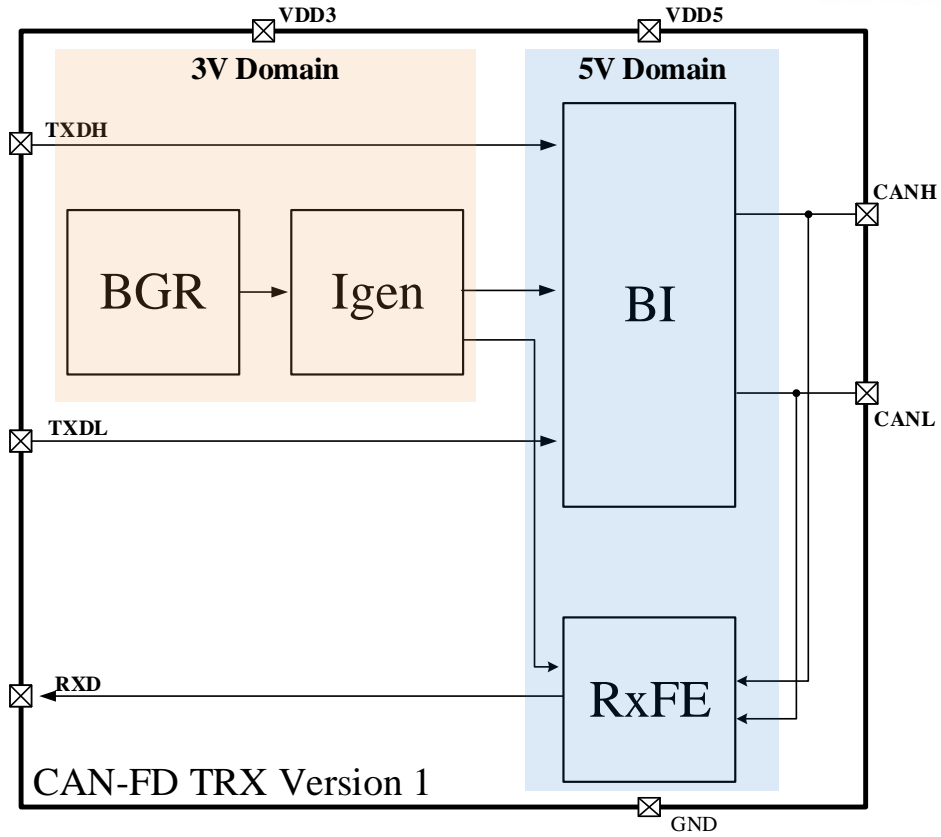 VDD3
VDD5
3V Domain
5V Domain
TXDH
CANH
BGR
Igen
BI
CANL
TXDL
RXD
RxFE
CAN-FD TRX Version 1
GND